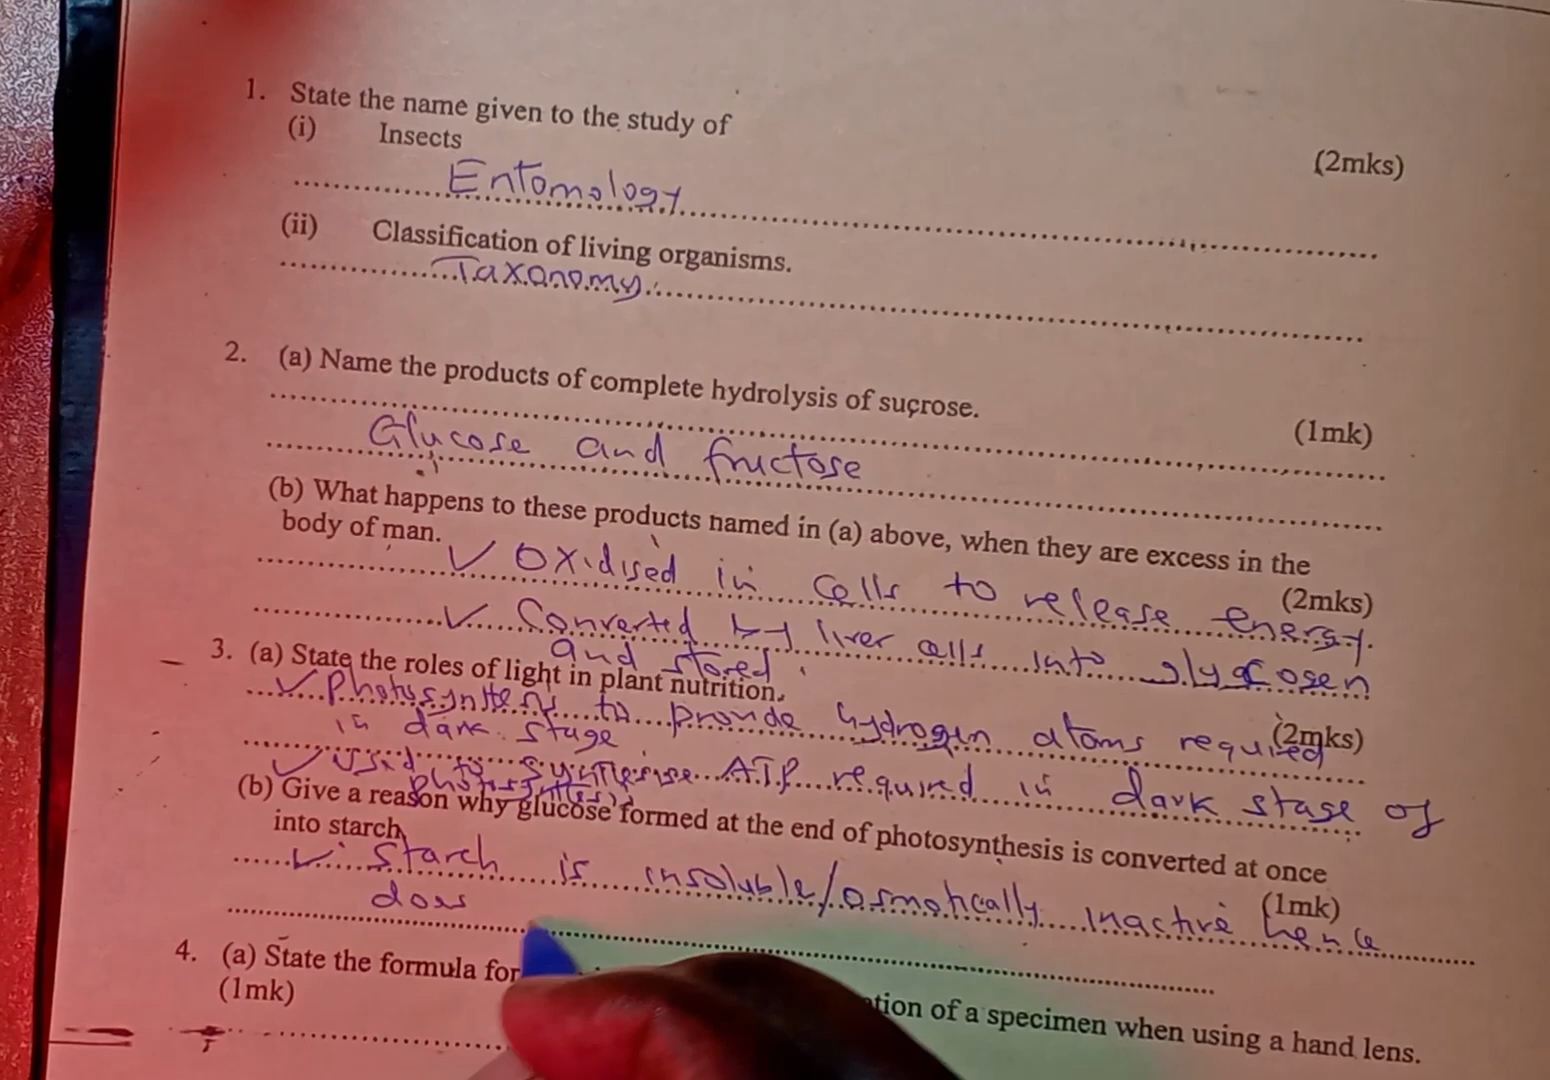 1. State the name given to the study of
(2mks)
(i) Insects
Entomology
(ii) Classification of living organisms.
Taxonomy
2. (a) Name the products of complete hydrolysis of sucrose.
(1mk)
Glucose and fructose
(b) What happens to these products named in (a) above, when they are excess in the
body of man.
(2mks)
✓ Oxidised in cells to release energy.
✓ Converted by liver cells into glycogen
and stored.
3. (a) State the roles of light in plant nutrition.
(2mks)
✓ to provide hydrogen atoms required
in dark stage
✓ Used to synthesise ATP required in dark stage of
(b) Give a reason why glucose formed at the end of photosynthesis is converted at once
into starch
(1mk)
✓ Starch is insoluble/osmotically inactive hence
does
4. (a) State the formula for
tion of a specimen when using a hand lens.
(1mk)